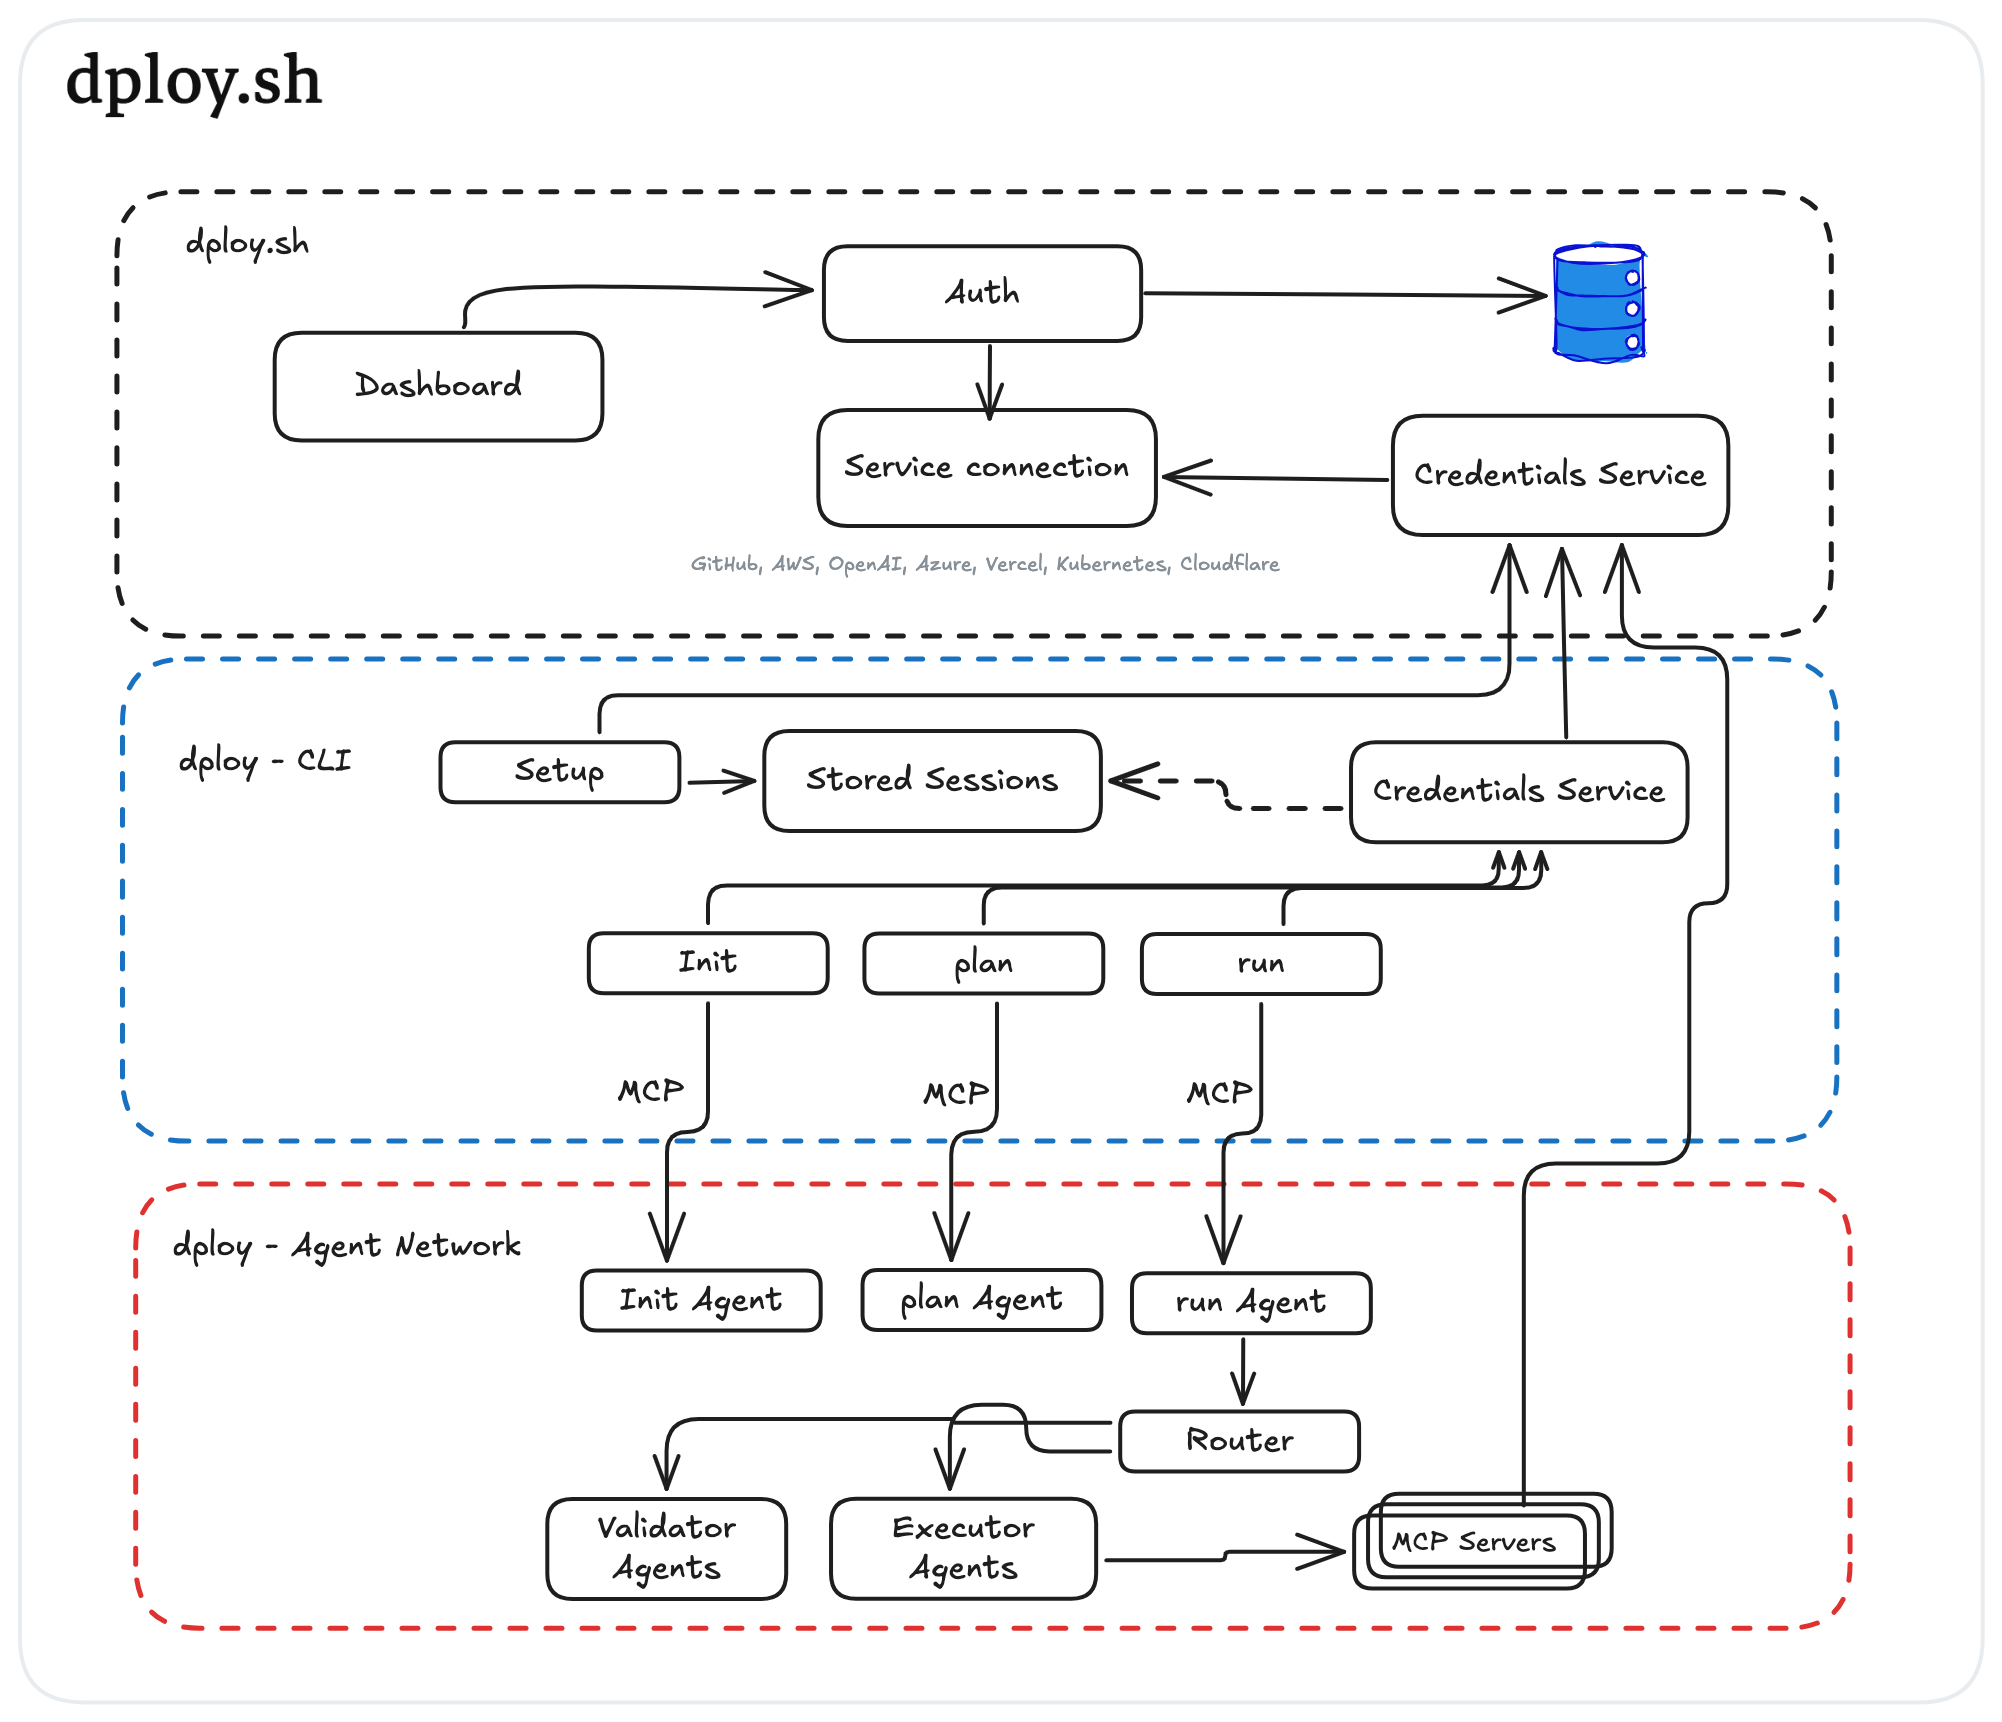 dploy.sh
dploy.sh
Auth
Dashboard
Service connection
Credentials Service
GitHub, AWS, OpenAI, Azure, Vercel, Kubernetes, Cloudflare
dploy - CLI
Setup
Stored Sessions
Credentials Service
Init
plan
run
MCP
MCP
MCP
dploy - Agent Network
Init Agent
plan Agent
run Agent
Router
Validator
Agents
Executor
Agents
MCP Servers